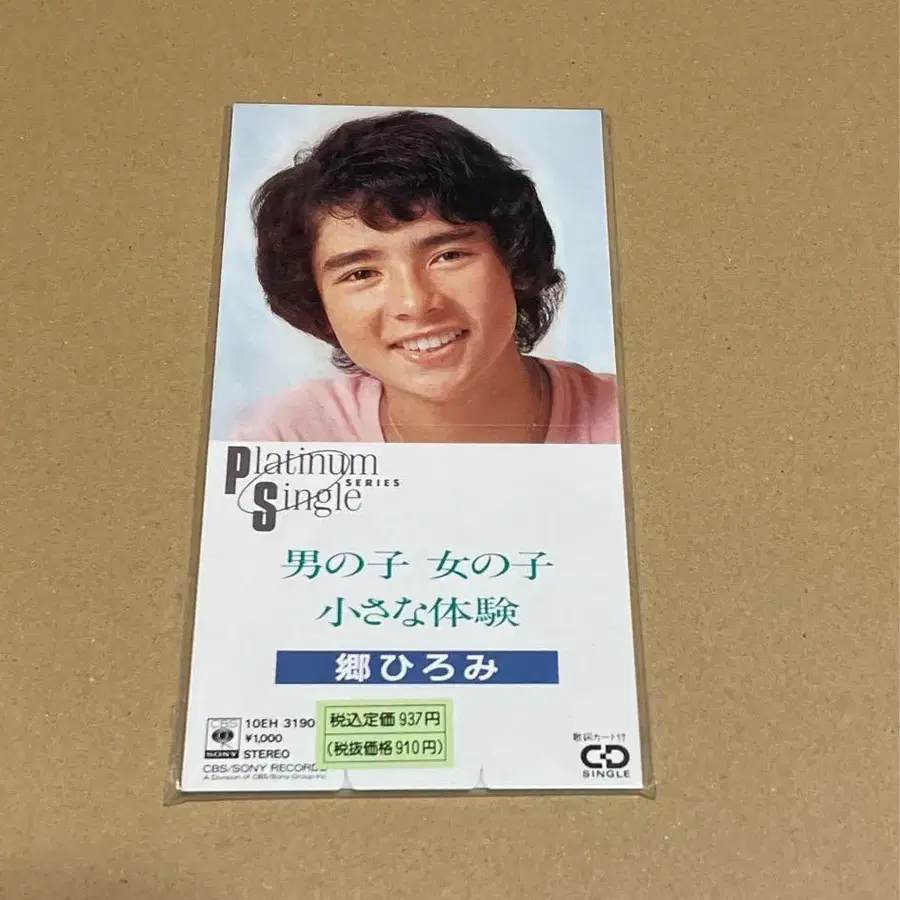 Platinum
SERIES
Single
男の子 女の子
小さな体験
郷ひろみ
CBS
SONY
10EH 3190
¥1,000
STEREO
CBS/SONY RECORDS
A Division of CBS/Sony Group Inc
税込定価 937円
(税抜価格 910円)
歌詞カード付
CD
SINGLE